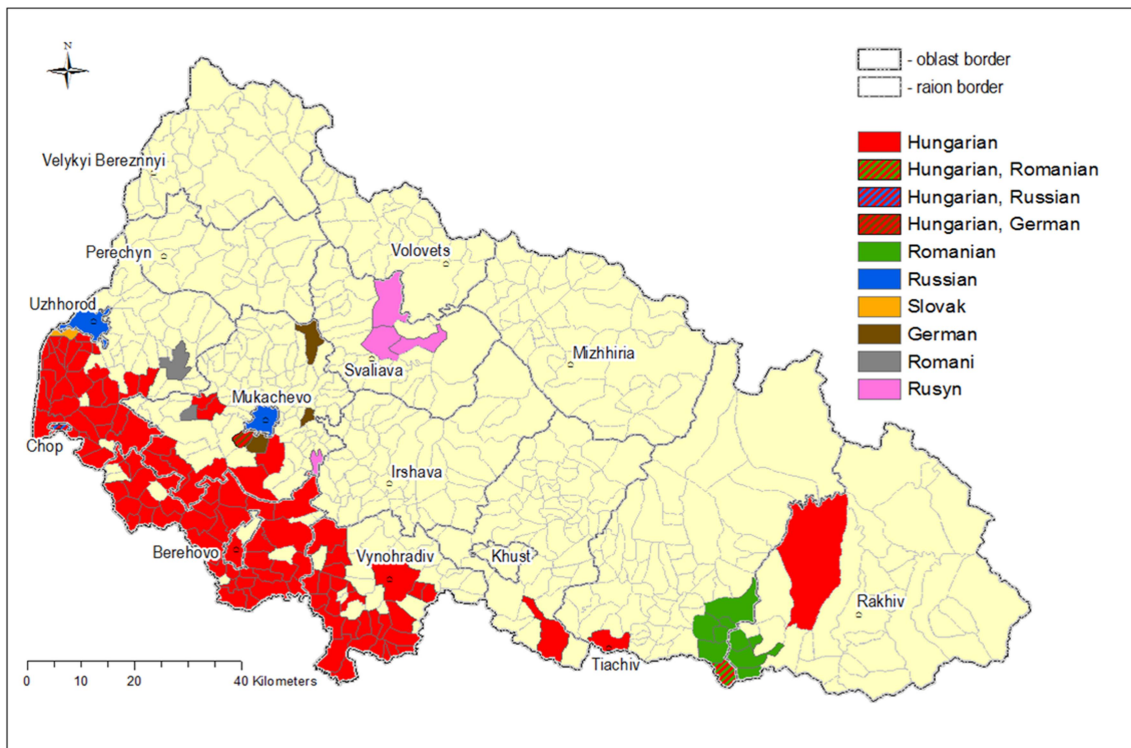 N
- oblast border
- raion border
Hungarian
Hungarian, Romanian
Hungarian, Russian
Hungarian, German
Romanian
Russian
Slovak
German
Romani
Rusyn
Velykyi Bereznnyi
Perechyn
Volovets
Uzhhorod
Svaliava
Mizhhiria
Mukachevo
Chop
Irshava
Berehovo
Vynohradiv
Khust
Rakhiv
Tiachiv
0 10 20 40 Kilometers